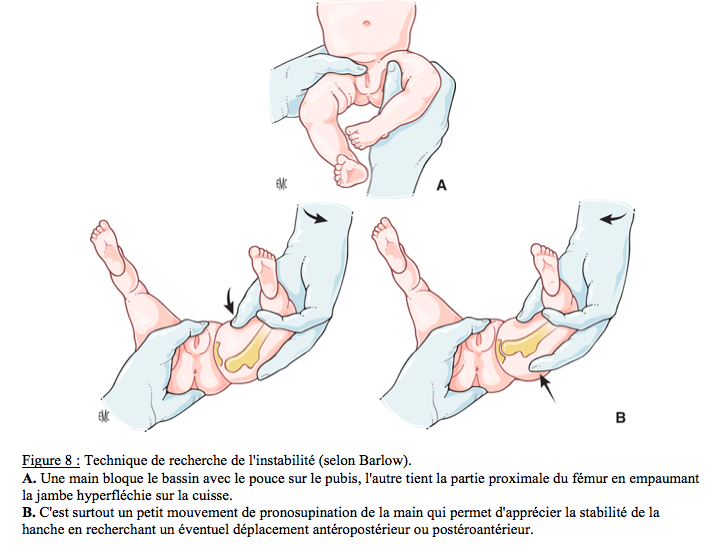 EMC
A
EMC
B
Figure 8 : Technique de recherche de l'instabilité (selon Barlow).
A. Une main bloque le bassin avec le pouce sur le pubis, l'autre tient la partie proximale du fémur en empaumant
la jambe hyperfléchie sur la cuisse.
B. C'est surtout un petit mouvement de pronosupination de la main qui permet d'apprécier la stabilité de la
hanche en recherchant un éventuel déplacement antéropostérieur ou postéroantérieur.